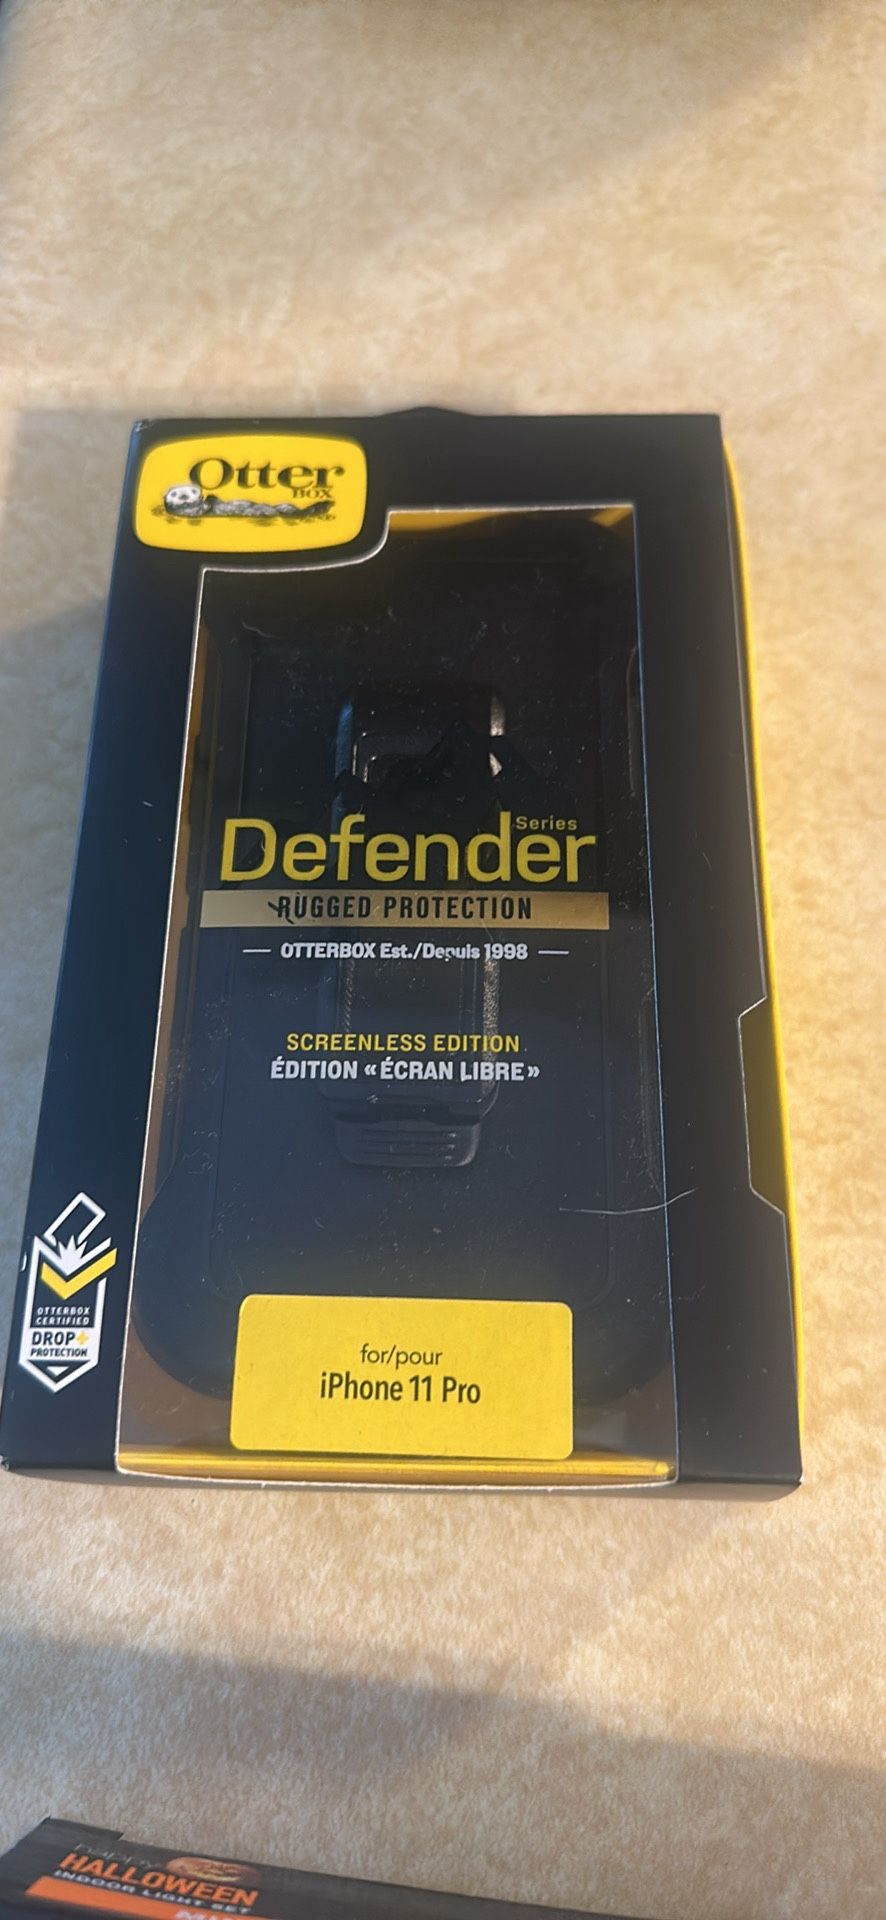 Otter
BOX
Defender
Series
RUGGED PROTECTION
OTTERBOX Est./Depuis 1998
SCREENLESS EDITION
ÉDITION « ÉCRAN LIBRE »
OTTERBOX
CERTIFIED
DROP+
PROTECTION
for/pour
iPhone 11 Pro
happy
HALLOWEEN
INDOOR LIGHT SET